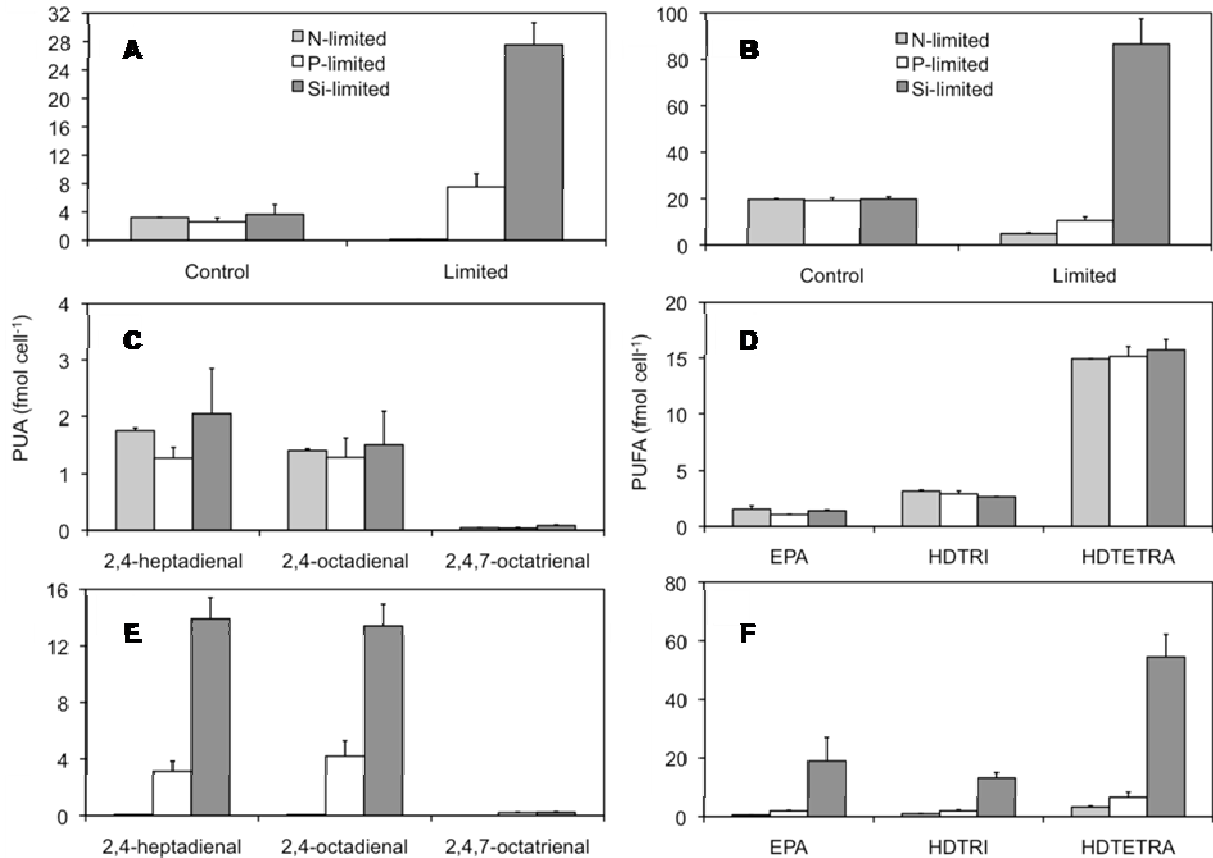 32
28
24
20
16
12
8
4
0
A
N-limited
P-limited
Si-limited
Control
Limited
100
80
60
40
20
0
B
N-limited
P-limited
Si-limited
Control
Limited
PUA (fmol cell-1)
4
3
2
1
0
C
2,4-heptadienal
2,4-octadienal
2,4,7-octatrienal
PUFA (fmol cell-1)
20
15
10
5
0
D
EPA
HDTRI
HDTETRA
16
12
8
4
0
E
2,4-heptadienal
2,4-octadienal
2,4,7-octatrienal
80
60
40
20
0
F
EPA
HDTRI
HDTETRA